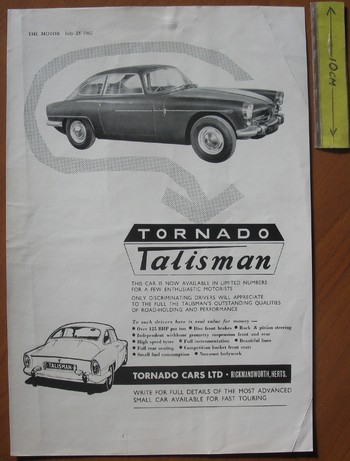 THE MOTOR July 25 1962
10CM
TORNADO
Talisman
THIS CAR IS NOW AVAILABLE IN LIMITED NUMBERS
FOR A FEW ENTHUSIASTIC MOTORISTS
ONLY DISCRIMINATING DRIVERS WILL APPRECIATE
TO THE FULL THE TALISMAN'S OUTSTANDING QUALITIES
OF ROAD-HOLDING AND PERFORMANCE
To such drivers here is real value for money —
● Over 125 BHP per ton ● Disc front brakes ● Rack & pinion steering
● Independent wishbone geometry suspension front and rear
● High speed tyres ● Full instrumentation ● Beautiful lines
● Full rear seating ● Competition bucket front seats
● Small fuel consumption ● Non-rust bodywork
TALISMAN
TORNADO CARS LTD · RICKMANSWORTH, HERTS.
WRITE FOR FULL DETAILS OF THE MOST ADVANCED
SMALL CAR AVAILABLE FOR FAST TOURING